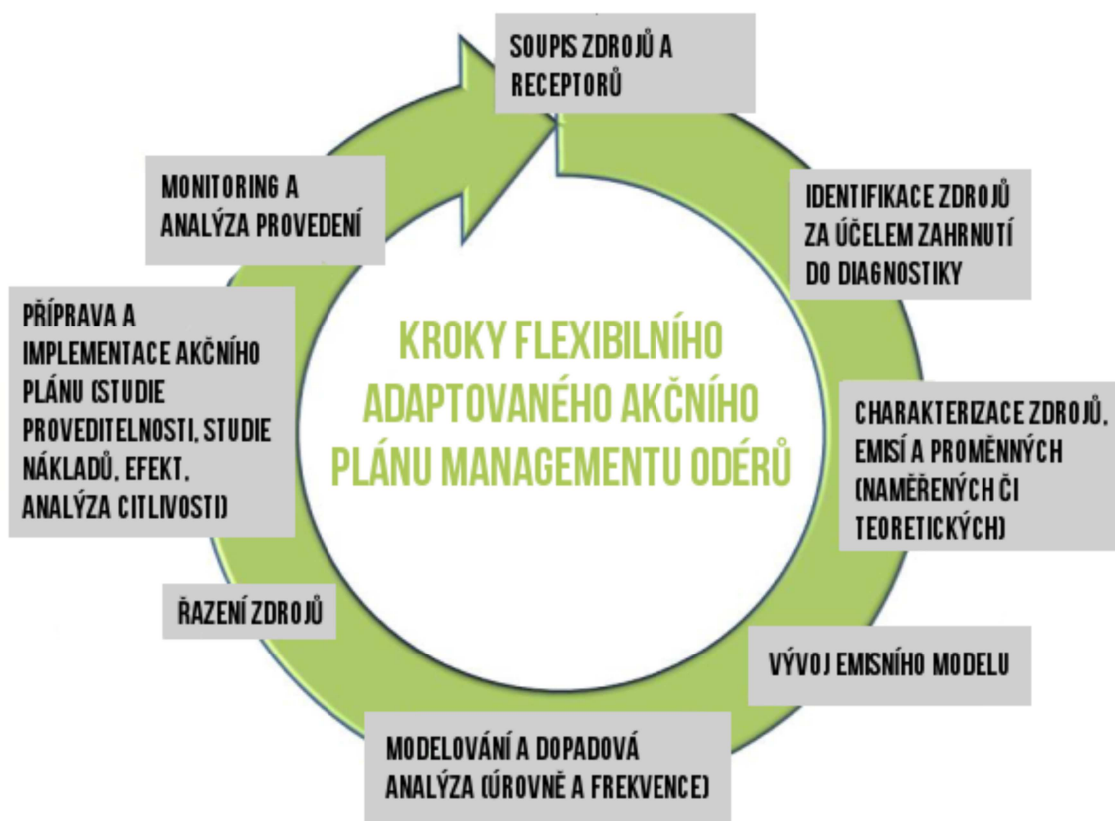 SOUPIS ZDROJŮ A
RECEPTORŮ
IDENTIFIKACE ZDROJŮ
ZA ÚČELEM ZAHRNUTÍ
DO DIAGNOSTIKY
CHARAKTERIZACE ZDROJŮ,
EMISÍ A PROMĚNNÝCH
(NAMĚŘENÝCH ČI
TEORETICKÝCH)
VÝVOJ EMISNÍHO MODELU
MODELOVÁNÍ A DOPADOVÁ
ANALÝZA (ÚROVNĚ A FREKVENCE)
ŘAZENÍ ZDROJŮ
PŘÍPRAVA A
IMPLEMENTACE AKČNÍHO
PLÁNU (STUDIE
PROVEDITELNOSTI, STUDIE
NÁKLADŮ, EFEKT,
ANALÝZA CITLIVOSTI)
MONITORING A
ANALÝZA PROVEDENÍ
KROKY FLEXIBILNÍHO
ADAPTOVANÉHO AKČNÍHO
PLÁNU MANAGEMENTU ODÉRŮ